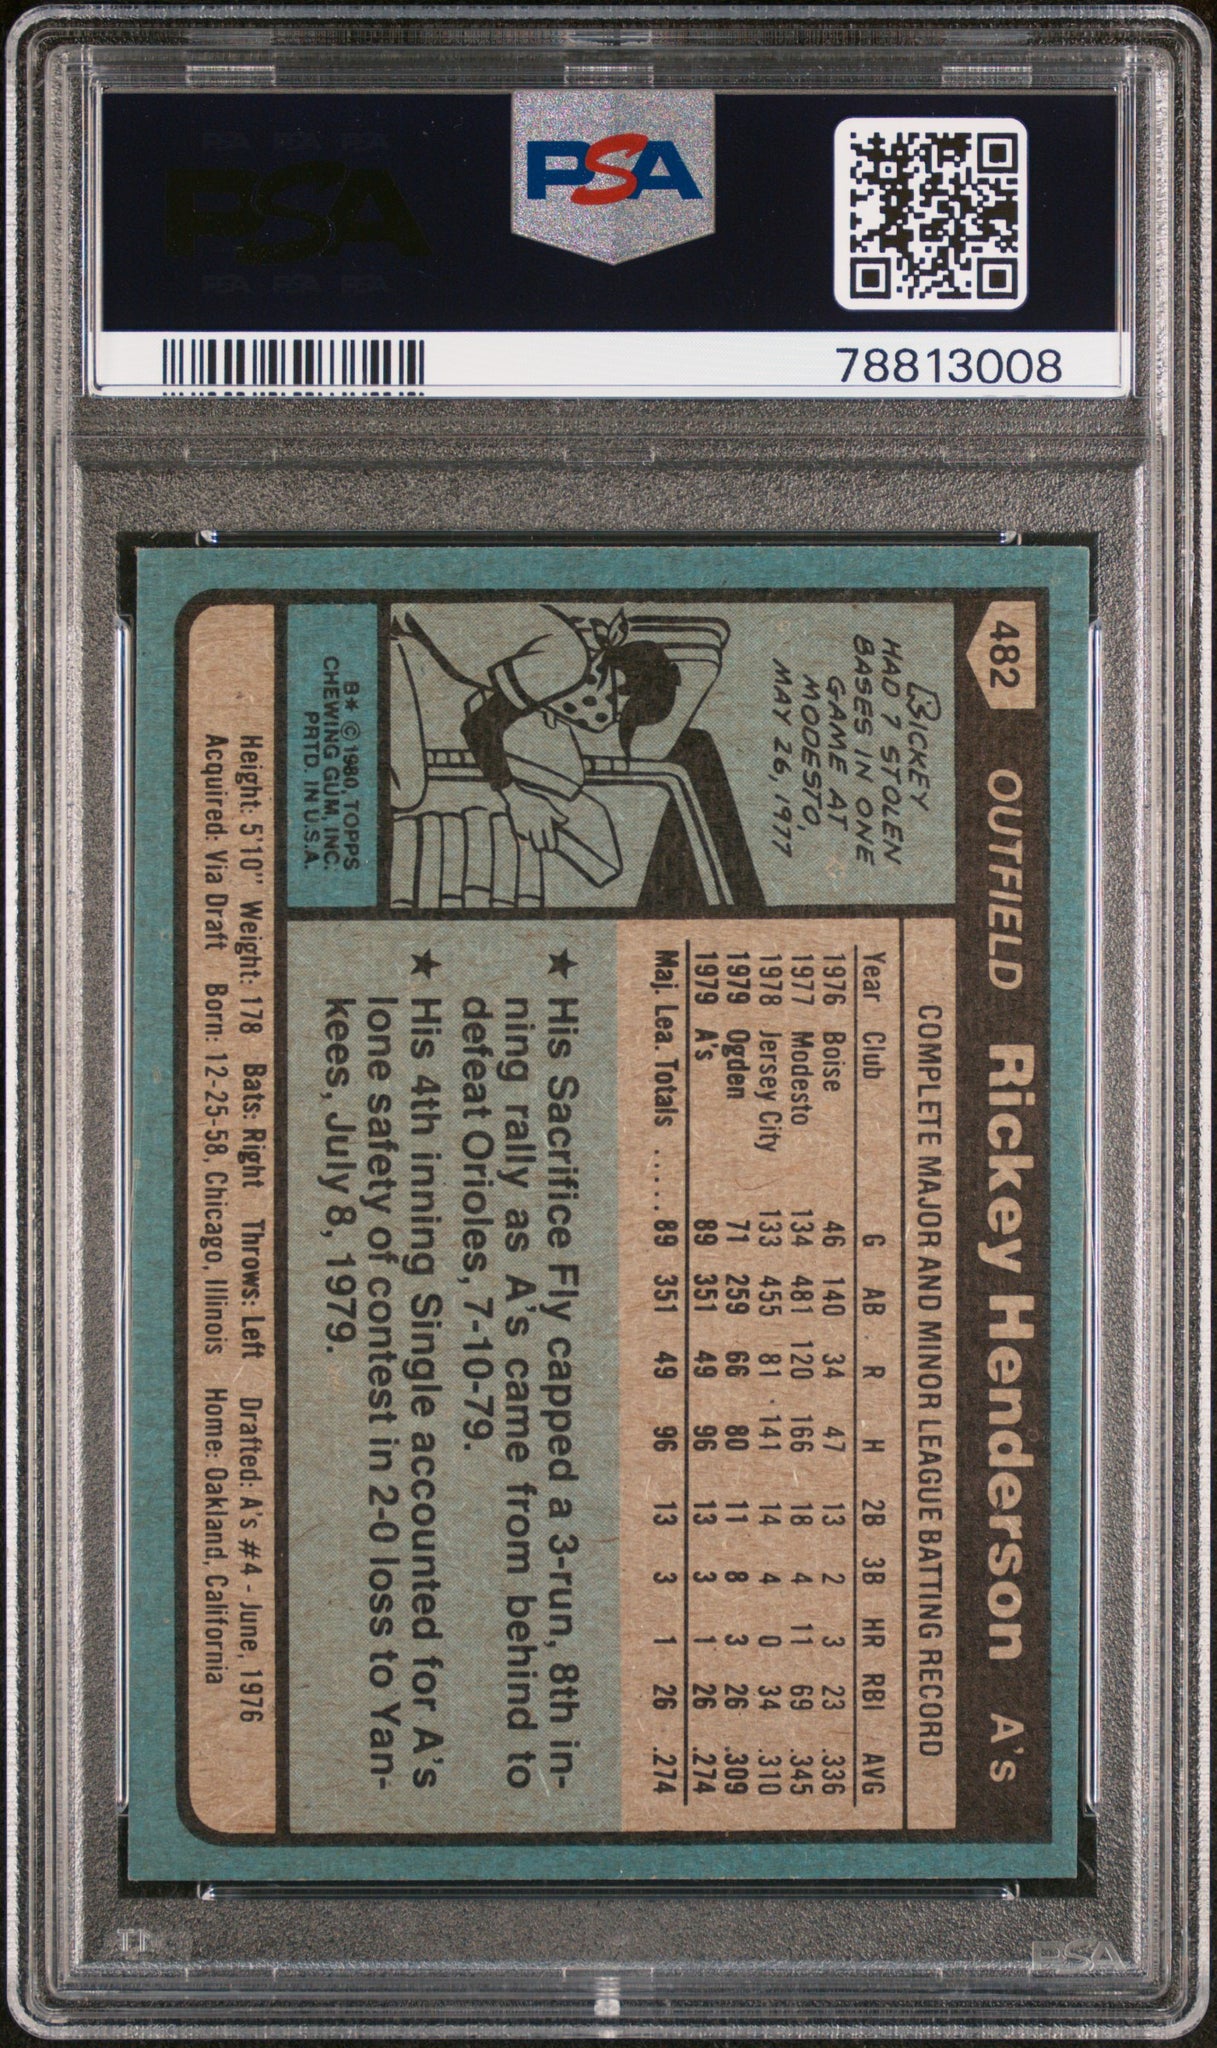 PSA PSA PSA
PSA
PSA PSA PSA
PSA
78813008
482 OUTFIELD Rickey Henderson A's
RICKEY
HAD 7 STOLEN
BASES IN ONE
GAME AT
MODESTO,
MAY 26, 1977
B* © 1980, TOPPS
CHEWING GUM, INC.
PRTD. IN U.S.A.
COMPLETE MAJOR AND MINOR LEAGUE BATTING RECORD
Year Club G AB R H 2B 3B HR RBI AVG
1976 Boise 46 140 34 47 13 2 3 23 .336
1977 Modesto 134 481 120 166 18 4 11 69 .345
1978 Jersey City 133 455 81 141 14 4 0 34 .310
1979 Ogden 71 259 66 80 11 8 3 26 .309
1979 A's 89 351 49 96 13 3 1 26 .274
Maj. Lea. Totals ..... 89 351 49 96 13 3 1 26 .274
★ His Sacrifice Fly capped a 3-run, 8th in-
ning rally as A's came from behind to
defeat Orioles, 7-10-79.
★ His 4th inning Single accounted for A's
lone safety of contest in 2-0 loss to Yan-
kees, July 8, 1979.
Height: 5'10" Weight: 178 Bats: Right Throws: Left Drafted: A's #4 - June, 1976
Acquired: Via Draft Born: 12-25-58, Chicago, Illinois Home: Oakland, California
PSA